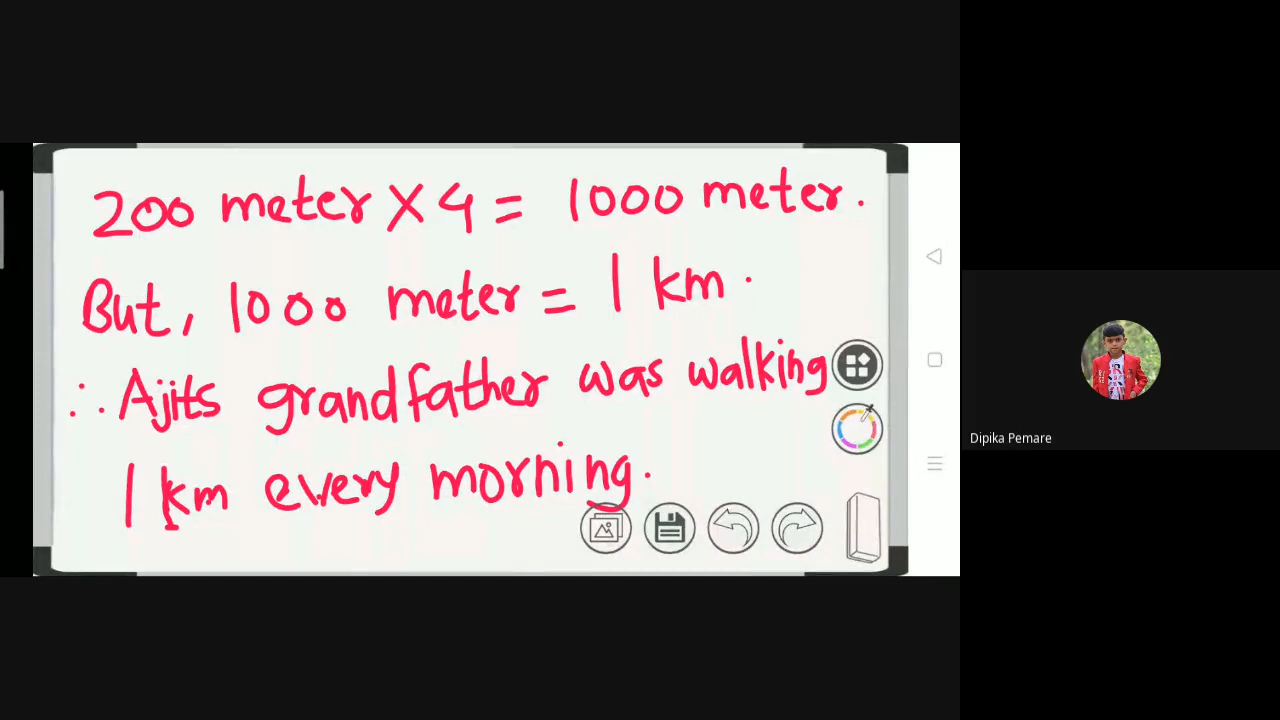 200 meter X 4 = 1000 meter.
But, 1000 meter = 1 km.
∴ Ajits grandfather was walking
1 km every morning.
Dipika Pemare